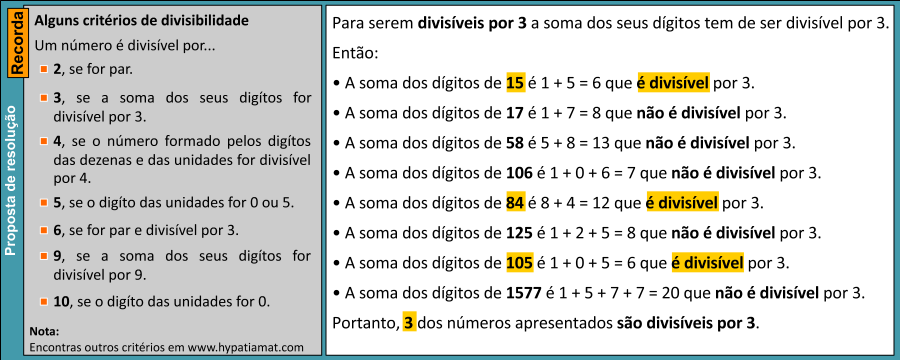 Recorda
Proposta de resolução
Alguns critérios de divisibilidade
Um número é divisível por...
2, se for par.
3, se a soma dos seus digítos for
divisível por 3.
4, se o número formado pelos digítos
das dezenas e das unidades for divisível
por 4.
5, se o digíto das unidades for 0 ou 5.
6, se for par e divisível por 3.
9, se a soma dos seus digítos for
divisível por 9.
10, se o digíto das unidades for 0.
Nota:
Encontras outros critérios em www.hypatiamat.com
Para serem divisíveis por 3 a soma dos seus dígitos tem de ser divisível por 3.
Então:
• A soma dos dígitos de 15 é 1 + 5 = 6 que é divisível por 3.
• A soma dos dígitos de 17 é 1 + 7 = 8 que não é divisível por 3.
• A soma dos dígitos de 58 é 5 + 8 = 13 que não é divisível por 3.
• A soma dos dígitos de 106 é 1 + 0 + 6 = 7 que não é divisível por 3.
• A soma dos dígitos de 84 é 8 + 4 = 12 que é divisível por 3.
• A soma dos dígitos de 125 é 1 + 2 + 5 = 8 que não é divisível por 3.
• A soma dos dígitos de 105 é 1 + 0 + 5 = 6 que é divisível por 3.
• A soma dos dígitos de 1577 é 1 + 5 + 7 + 7 = 20 que não é divisível por 3.
Portanto, 3 dos números apresentados são divisíveis por 3.